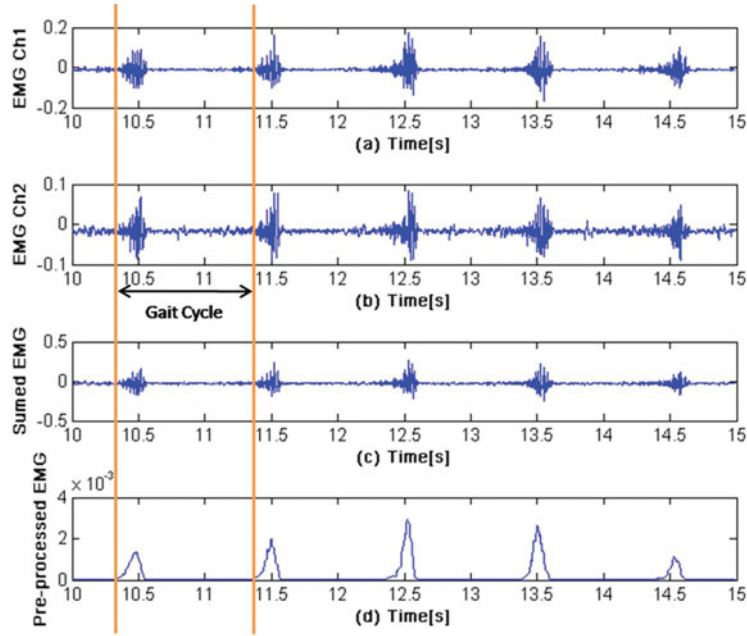 EMG Ch1
0.2
0
-0.2
10 10.5 11 11.5 12 12.5 13 13.5 14 14.5 15
(a) Time[s]
EMG Ch2
0.1
0
-0.1
10 10.5 11 11.5 12 12.5 13 13.5 14 14.5 15
(b) Time[s]
Gait Cycle
Sumed EMG
0.5
0
-0.5
10 10.5 11 11.5 12 12.5 13 13.5 14 14.5 15
(c) Time[s]
Pre-processed EMG
× 10⁻³
4
2
0
10 10.5 11 11.5 12 12.5 13 13.5 14 14.5 15
(d) Time[s]